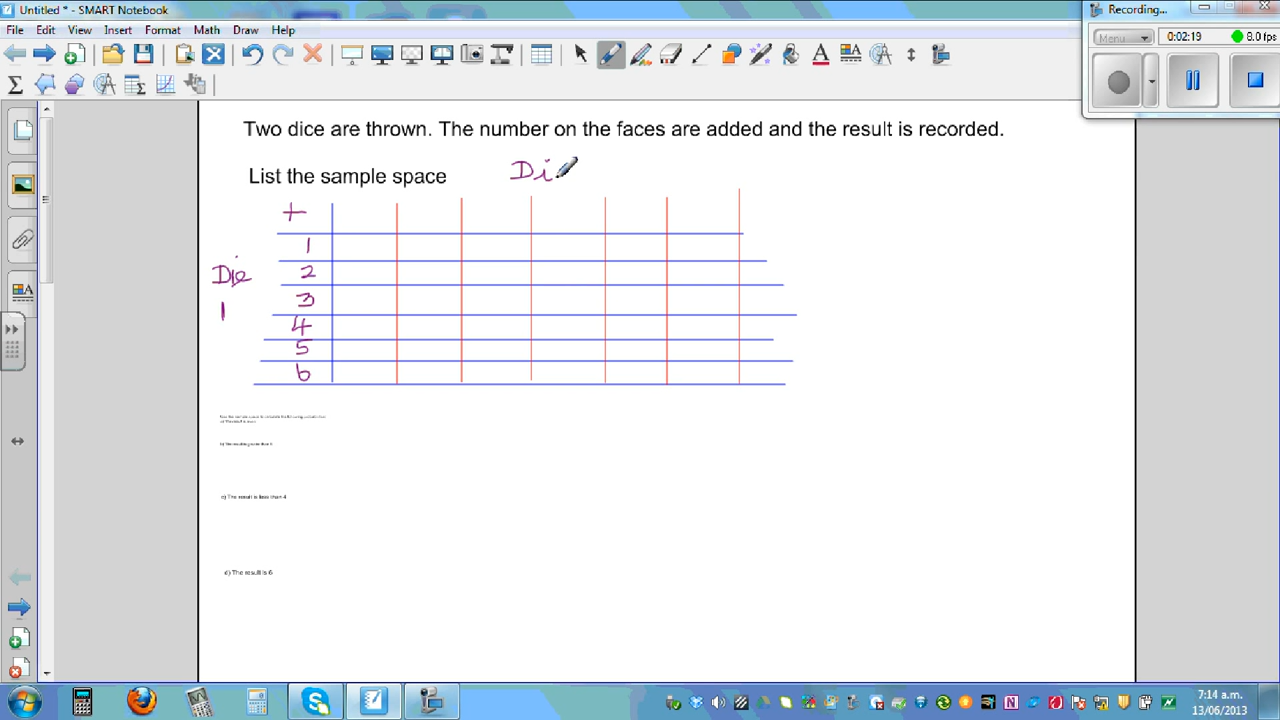 Untitled * - SMART Notebook
Recording...
File Edit View Insert Format Math Draw Help
Menu
0:02:19
8.0 fps
Two dice are thrown. The number on the faces are added and the result is recorded.
List the sample space
Di
+
1
Die
2
1
3
4
5
6
c) The result is less than 4
d) The result is 6
7:14 a.m.
13/06/2013